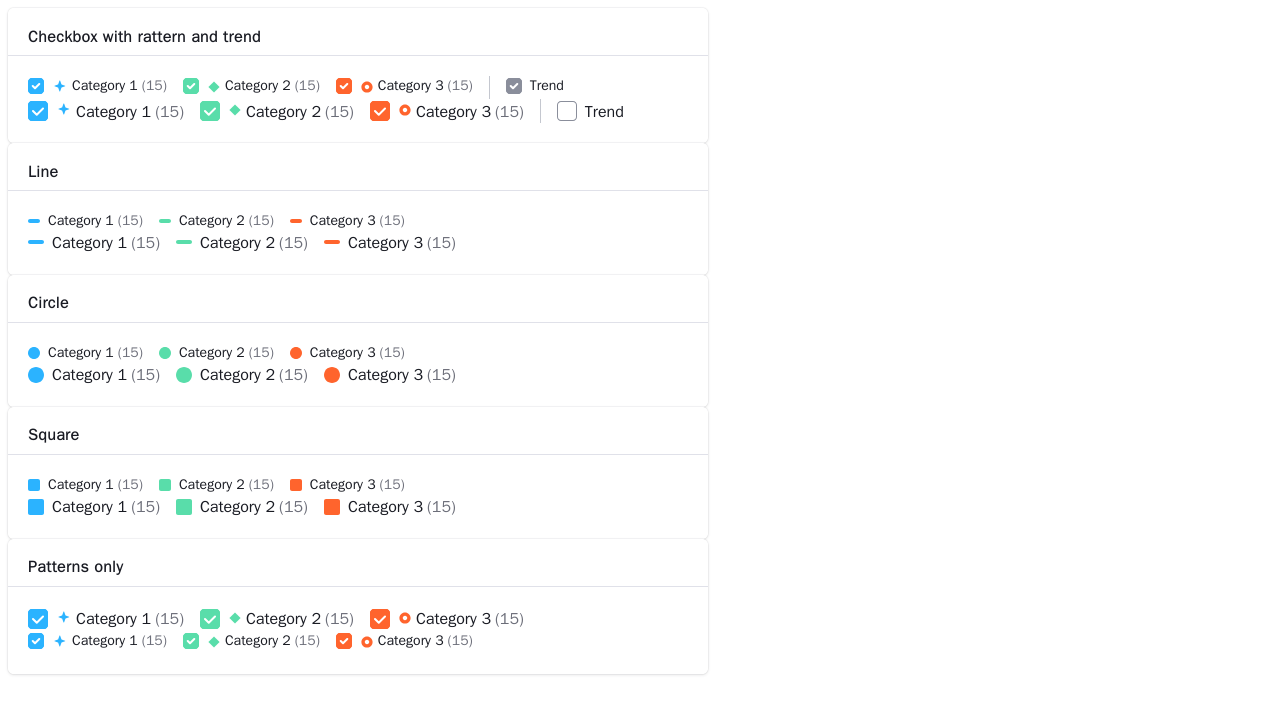 Checkbox with rattern and trend
Category 1 (15) Category 2 (15) Category 3 (15) Trend
Category 1 (15) Category 2 (15) Category 3 (15) Trend
Line
Category 1 (15) Category 2 (15) Category 3 (15)
Category 1 (15) Category 2 (15) Category 3 (15)
Circle
Category 1 (15) Category 2 (15) Category 3 (15)
Category 1 (15) Category 2 (15) Category 3 (15)
Square
Category 1 (15) Category 2 (15) Category 3 (15)
Category 1 (15) Category 2 (15) Category 3 (15)
Patterns only
Category 1 (15) Category 2 (15) Category 3 (15)
Category 1 (15) Category 2 (15) Category 3 (15)